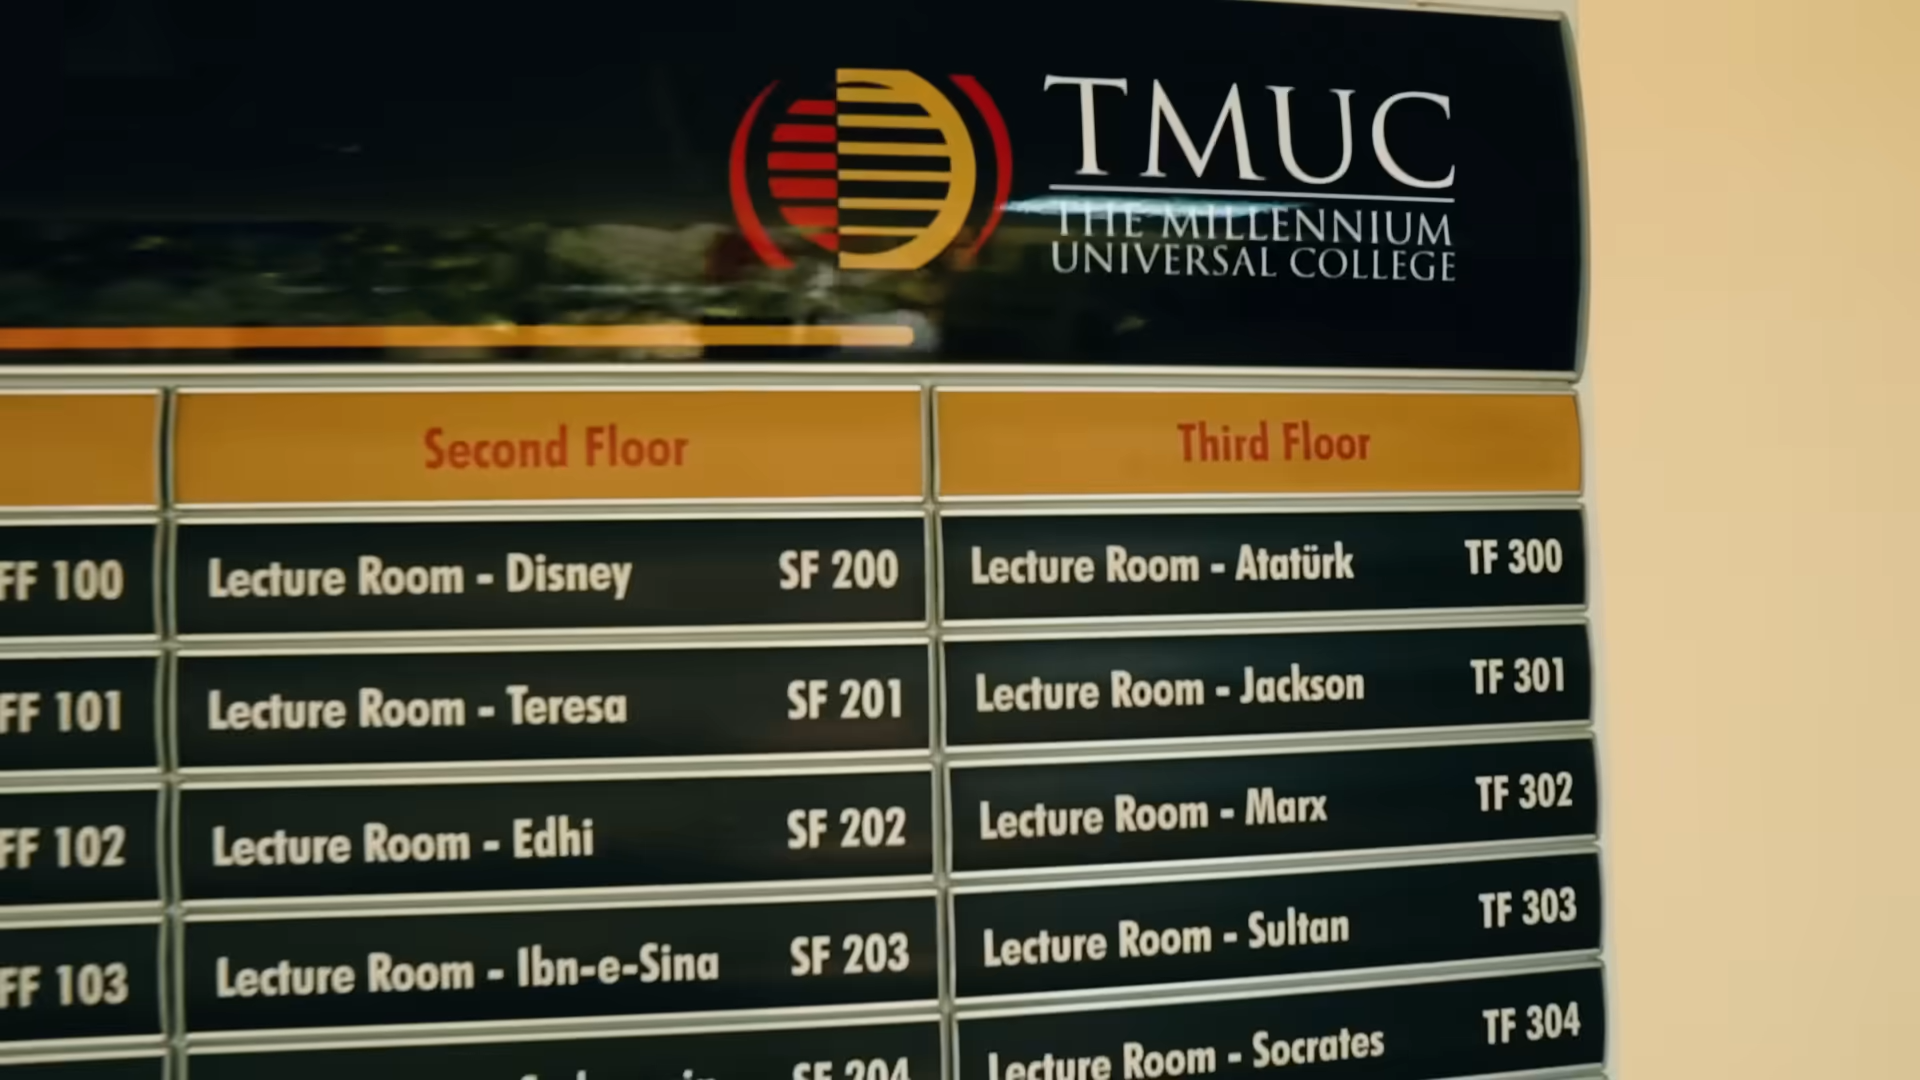 TMUC
THE MILLENNIUM
UNIVERSAL COLLEGE
Second Floor
Third Floor
FF 100
Lecture Room - Disney SF 200
Lecture Room - Atatürk TF 300
FF 101
Lecture Room - Teresa SF 201
Lecture Room - Jackson TF 301
FF 102
Lecture Room - Edhi SF 202
Lecture Room - Marx TF 302
FF 103
Lecture Room - Ibn-e-Sina SF 203
Lecture Room - Sultan TF 303
SF 204
Lecture Room - Socrates TF 304